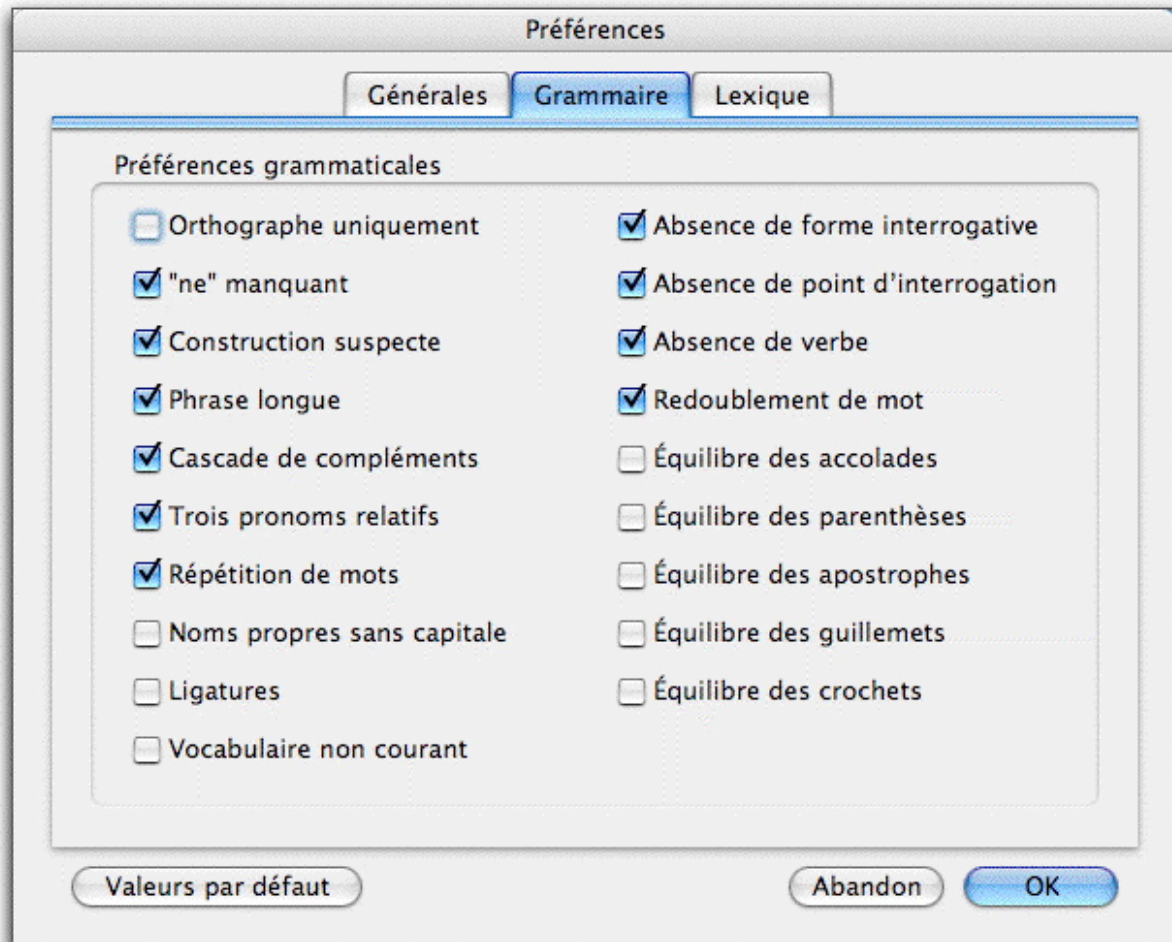 Préférences
Générales
Grammaire
Lexique
Préférences grammaticales
Orthographe uniquement
"ne" manquant
Construction suspecte
Phrase longue
Cascade de compléments
Trois pronoms relatifs
Répétition de mots
Noms propres sans capitale
Ligatures
Vocabulaire non courant
Absence de forme interrogative
Absence de point d’interrogation
Absence de verbe
Redoublement de mot
Équilibre des accolades
Équilibre des parenthèses
Équilibre des apostrophes
Équilibre des guillemets
Équilibre des crochets
Valeurs par défaut
Abandon
OK